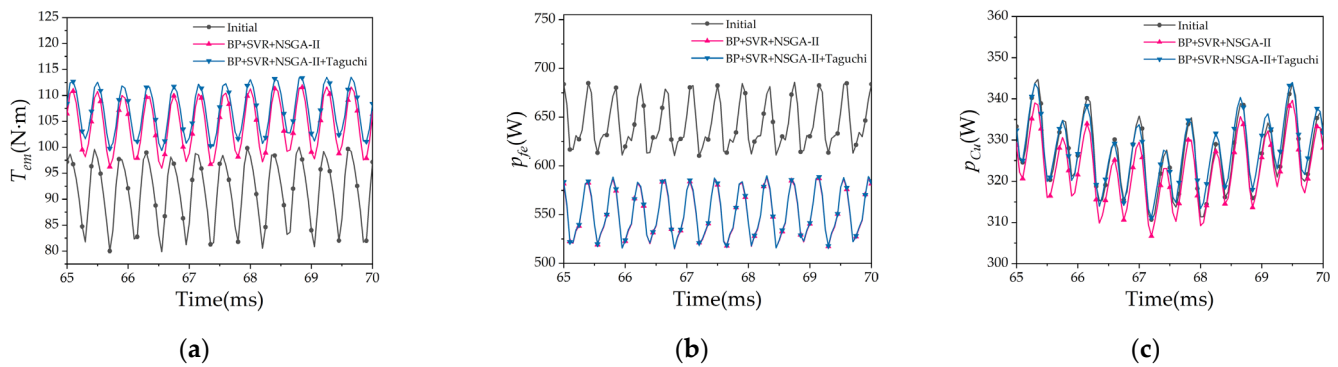 125
120
115
110
105
100
95
90
85
80
T_em(N·m)
Initial
BP+SVR+NSGA-II
BP+SVR+NSGA-II+Taguchi
65 66 67 68 69 70
Time(ms)
(a)
750
700
650
600
550
500
p_fe(W)
Initial
BP+SVR+NSGA-II
BP+SVR+NSGA-II+Taguchi
65 66 67 68 69 70
Time(ms)
(b)
360
350
340
330
320
310
300
p_Cu(W)
Initial
BP+SVR+NSGA-II
BP+SVR+NSGA-II+Taguchi
65 66 67 68 69 70
Time(ms)
(c)